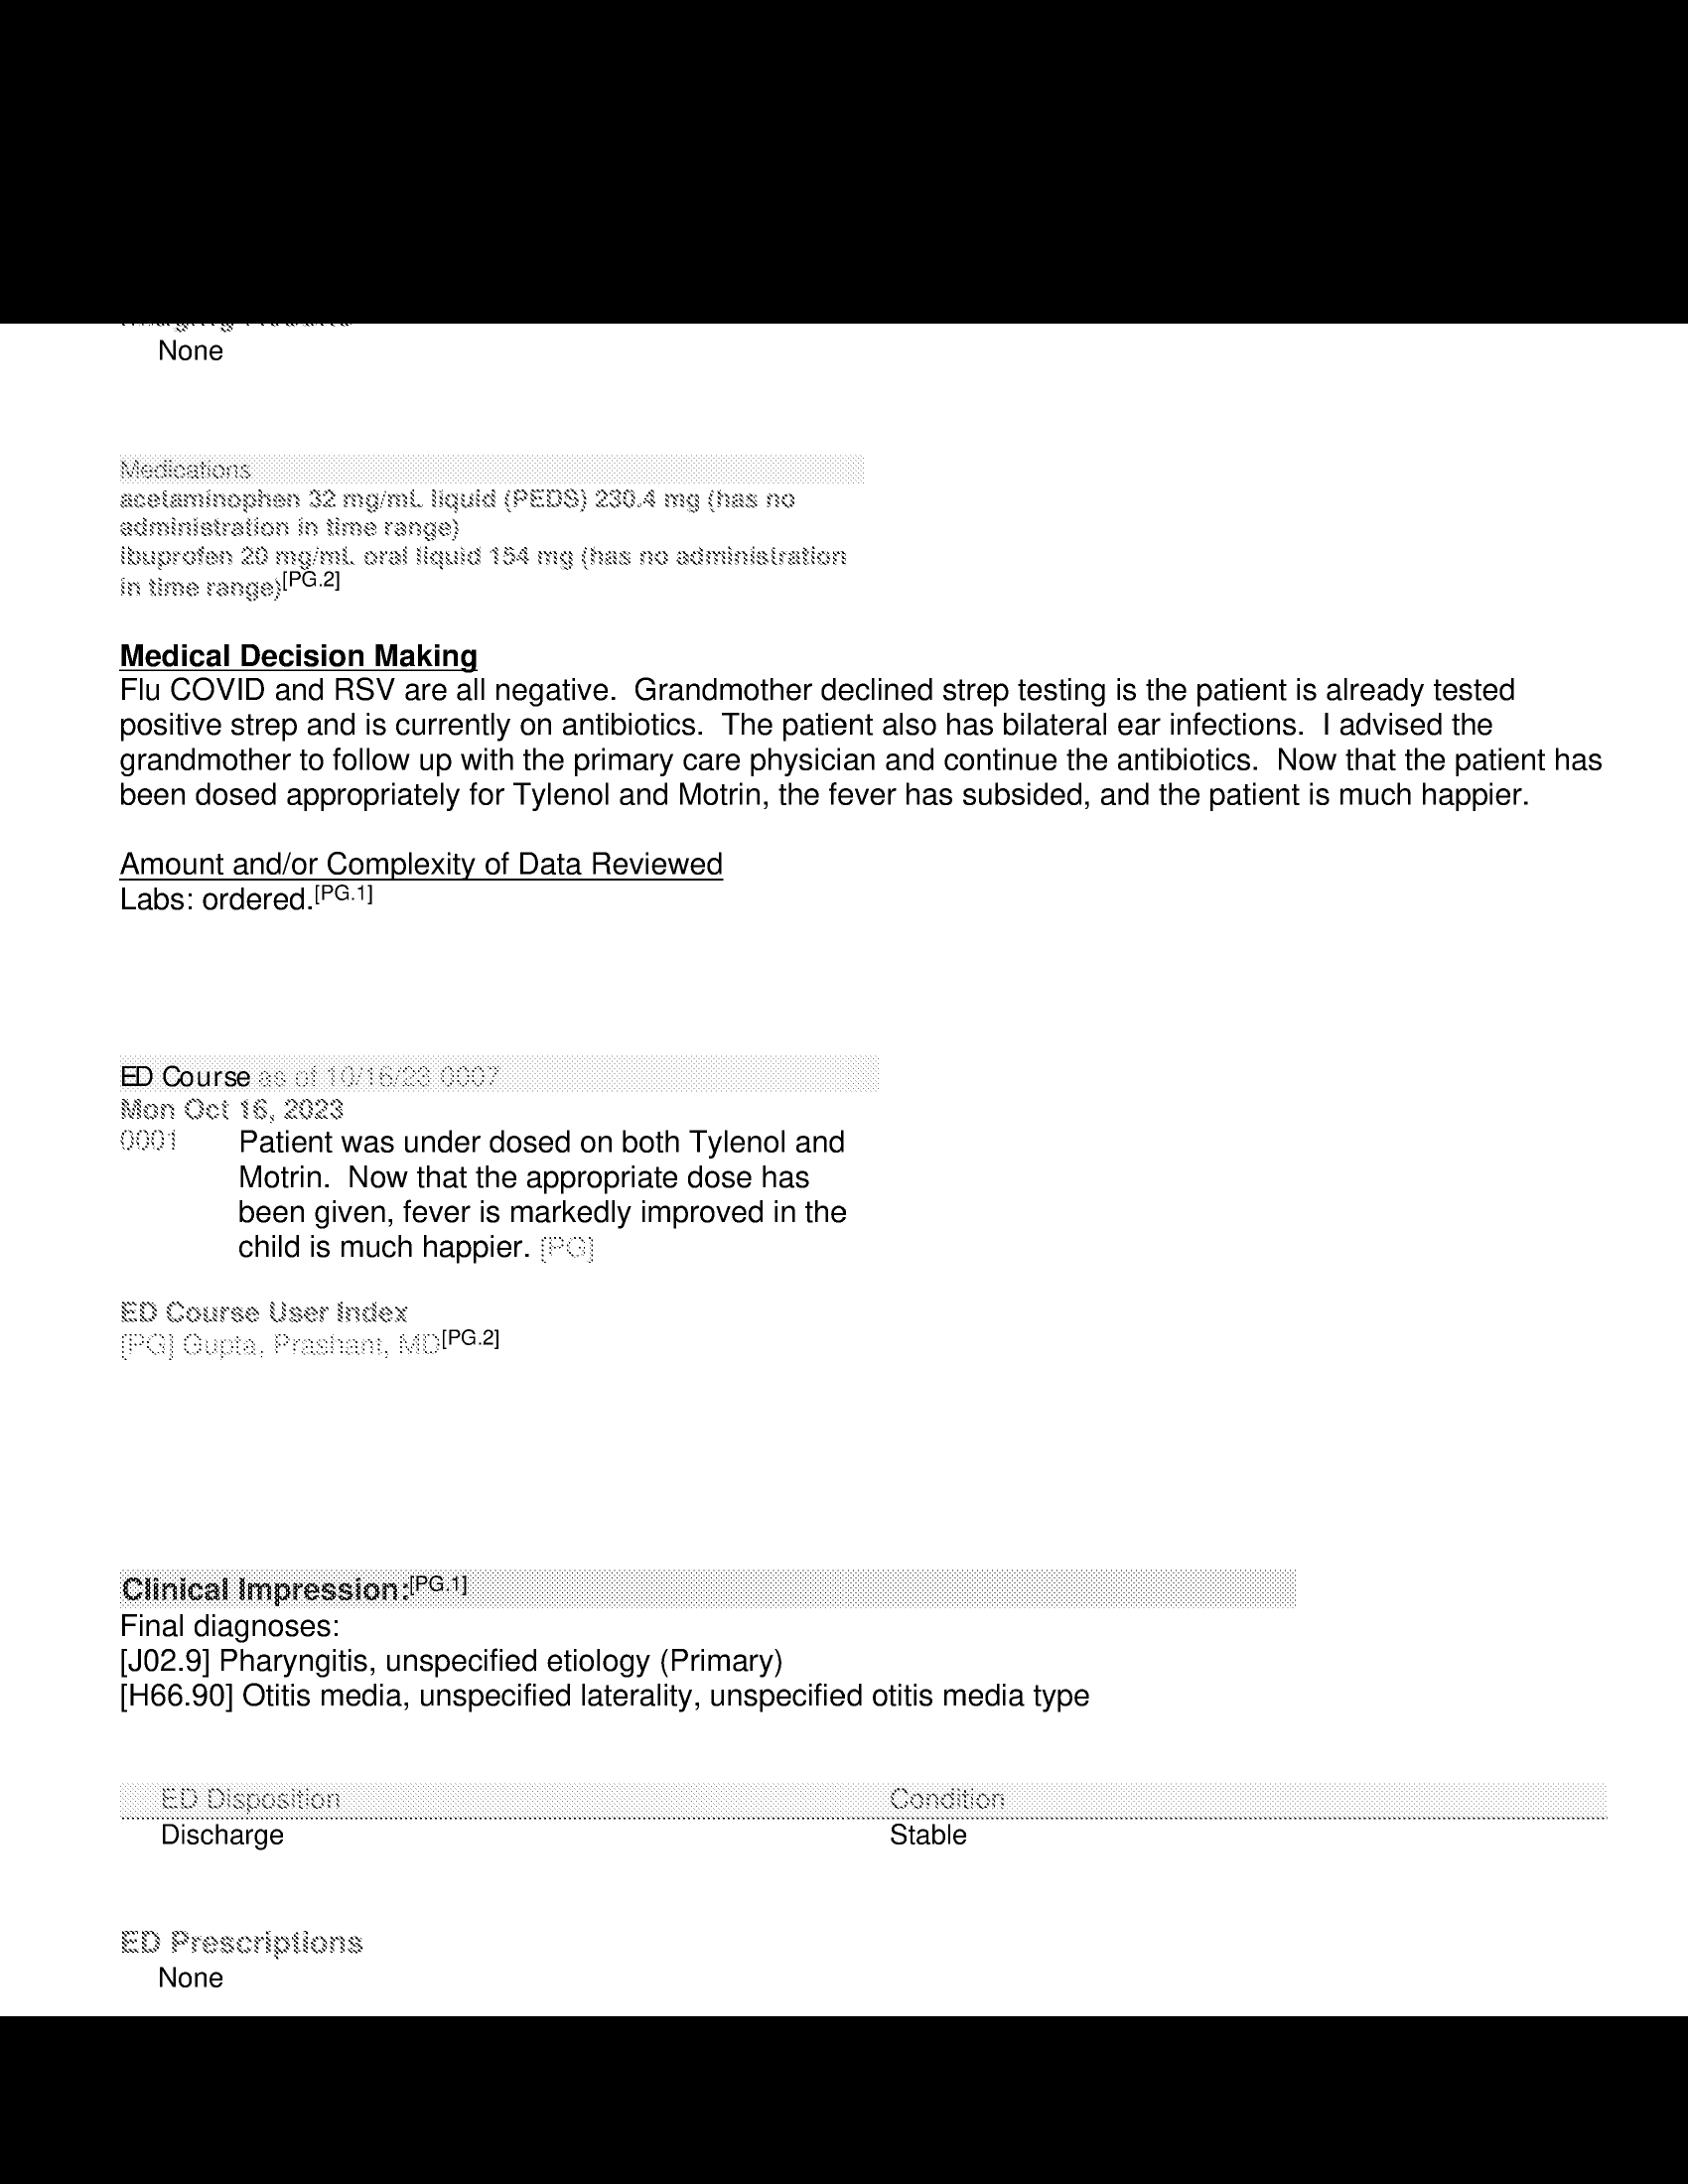 None
Medications
acetaminophen 32 mg/mL liquid (PEDS) 230.4 mg (has no
administration in time range)
ibuprofen 20 mg/mL oral liquid 154 mg (has no administration
in time range)[PG.2]
Medical Decision Making
Flu COVID and RSV are all negative.  Grandmother declined strep testing is the patient is already tested
positive strep and is currently on antibiotics.  The patient also has bilateral ear infections.  I advised the
grandmother to follow up with the primary care physician and continue the antibiotics.  Now that the patient has
been dosed appropriately for Tylenol and Motrin, the fever has subsided, and the patient is much happier.
Amount and/or Complexity of Data Reviewed
Labs: ordered.[PG.1]
ED Course as of 10/16/23 0007
Mon Oct 16, 2023
0001 Patient was under dosed on both Tylenol and
Motrin.  Now that the appropriate dose has
been given, fever is markedly improved in the
child is much happier. [PG]
ED Course User Index
[PG] Gupta, Prashant, MD[PG.2]
Clinical Impression:[PG.1]
Final diagnoses:
[J02.9] Pharyngitis, unspecified etiology (Primary)
[H66.90] Otitis media, unspecified laterality, unspecified otitis media type
ED Disposition Condition
Discharge Stable
ED Prescriptions
None